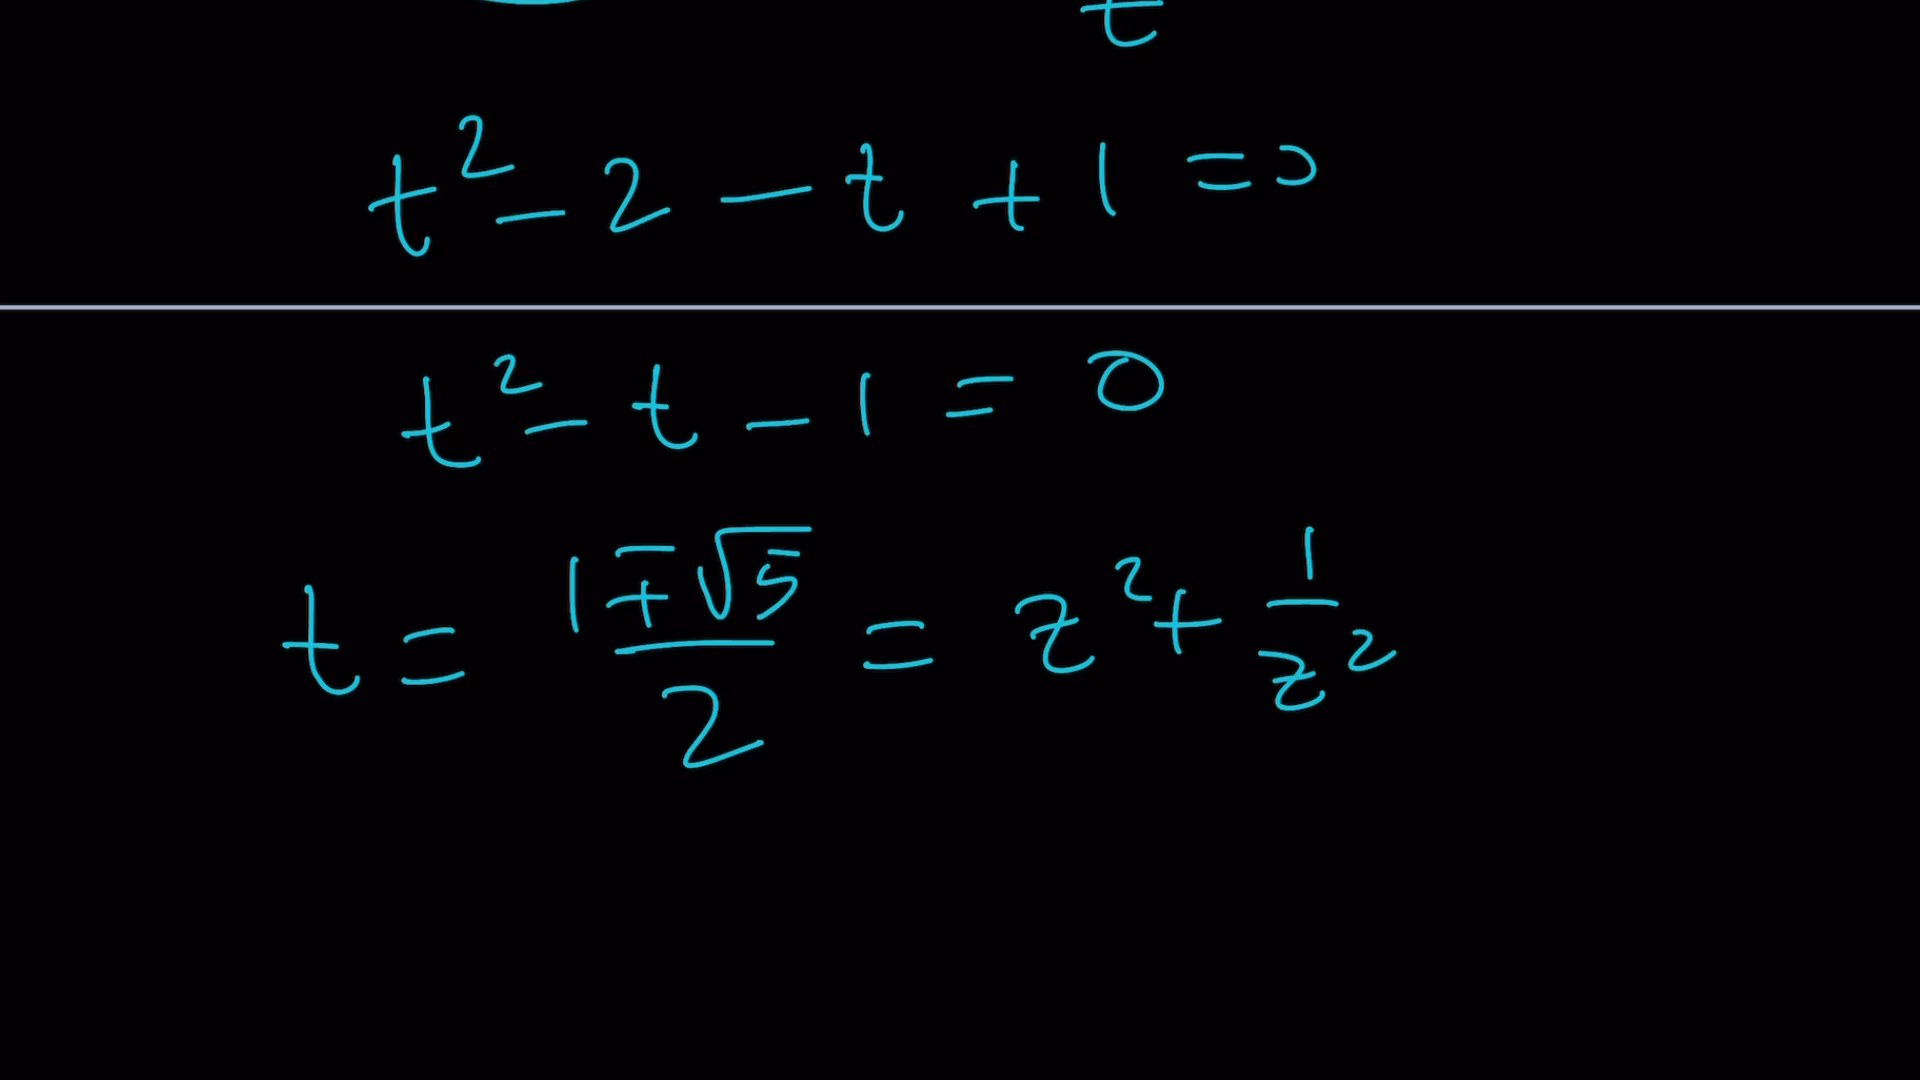 t
t² - 2 - t + 1 = 0
t² - t - 1 = 0
t = (1 ∓ √5)/2 = z² + 1/z²